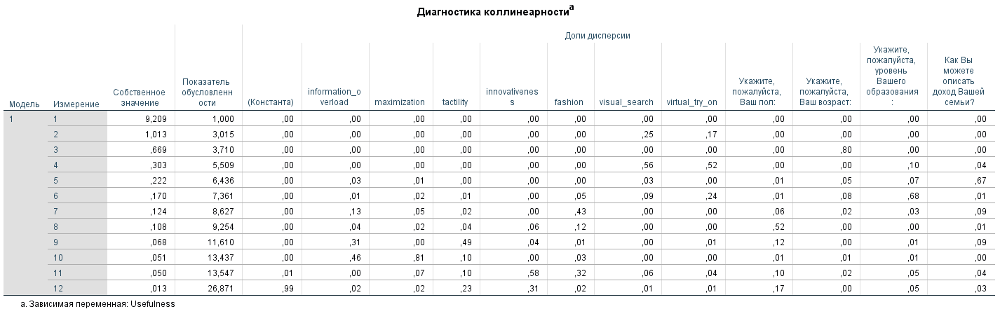 Диагностика коллинеарностиa
Доли дисперсии
Модель Измерение Собственное значение Показатель обусловленн ости (Константа) information_o verload maximization tactility innovativenes s fashion visual_search virtual_try_on Укажите, пожалуйста, Ваш пол: Укажите, пожалуйста, Ваш возраст: Укажите, пожалуйста, уровень Вашего образования : Как Вы можете описать доход Вашей семьи?
1 1 9,209 1,000 ,00 ,00 ,00 ,00 ,00 ,00 ,00 ,00 ,00 ,00 ,00 ,00
2 1,013 3,015 ,00 ,00 ,00 ,00 ,00 ,00 ,25 ,17 ,00 ,00 ,00 ,00
3 ,669 3,710 ,00 ,00 ,00 ,00 ,00 ,00 ,00 ,00 ,00 ,80 ,00 ,00
4 ,303 5,509 ,00 ,00 ,00 ,00 ,00 ,00 ,56 ,52 ,00 ,00 ,10 ,04
5 ,222 6,436 ,00 ,03 ,01 ,00 ,00 ,00 ,03 ,00 ,01 ,05 ,07 ,67
6 ,170 7,361 ,00 ,01 ,02 ,01 ,00 ,05 ,09 ,24 ,01 ,08 ,68 ,01
7 ,124 8,627 ,00 ,13 ,05 ,02 ,00 ,43 ,00 ,00 ,06 ,02 ,03 ,09
8 ,108 9,254 ,00 ,04 ,02 ,04 ,06 ,12 ,00 ,00 ,52 ,00 ,00 ,01
9 ,068 11,610 ,00 ,31 ,00 ,49 ,04 ,01 ,00 ,01 ,12 ,00 ,01 ,09
10 ,051 13,437 ,00 ,46 ,81 ,10 ,00 ,03 ,00 ,00 ,01 ,01 ,01 ,00
11 ,050 13,547 ,01 ,00 ,07 ,10 ,58 ,32 ,06 ,04 ,10 ,02 ,05 ,04
12 ,013 26,871 ,99 ,02 ,02 ,23 ,31 ,02 ,01 ,01 ,17 ,00 ,05 ,03
a. Зависимая переменная: Usefulness